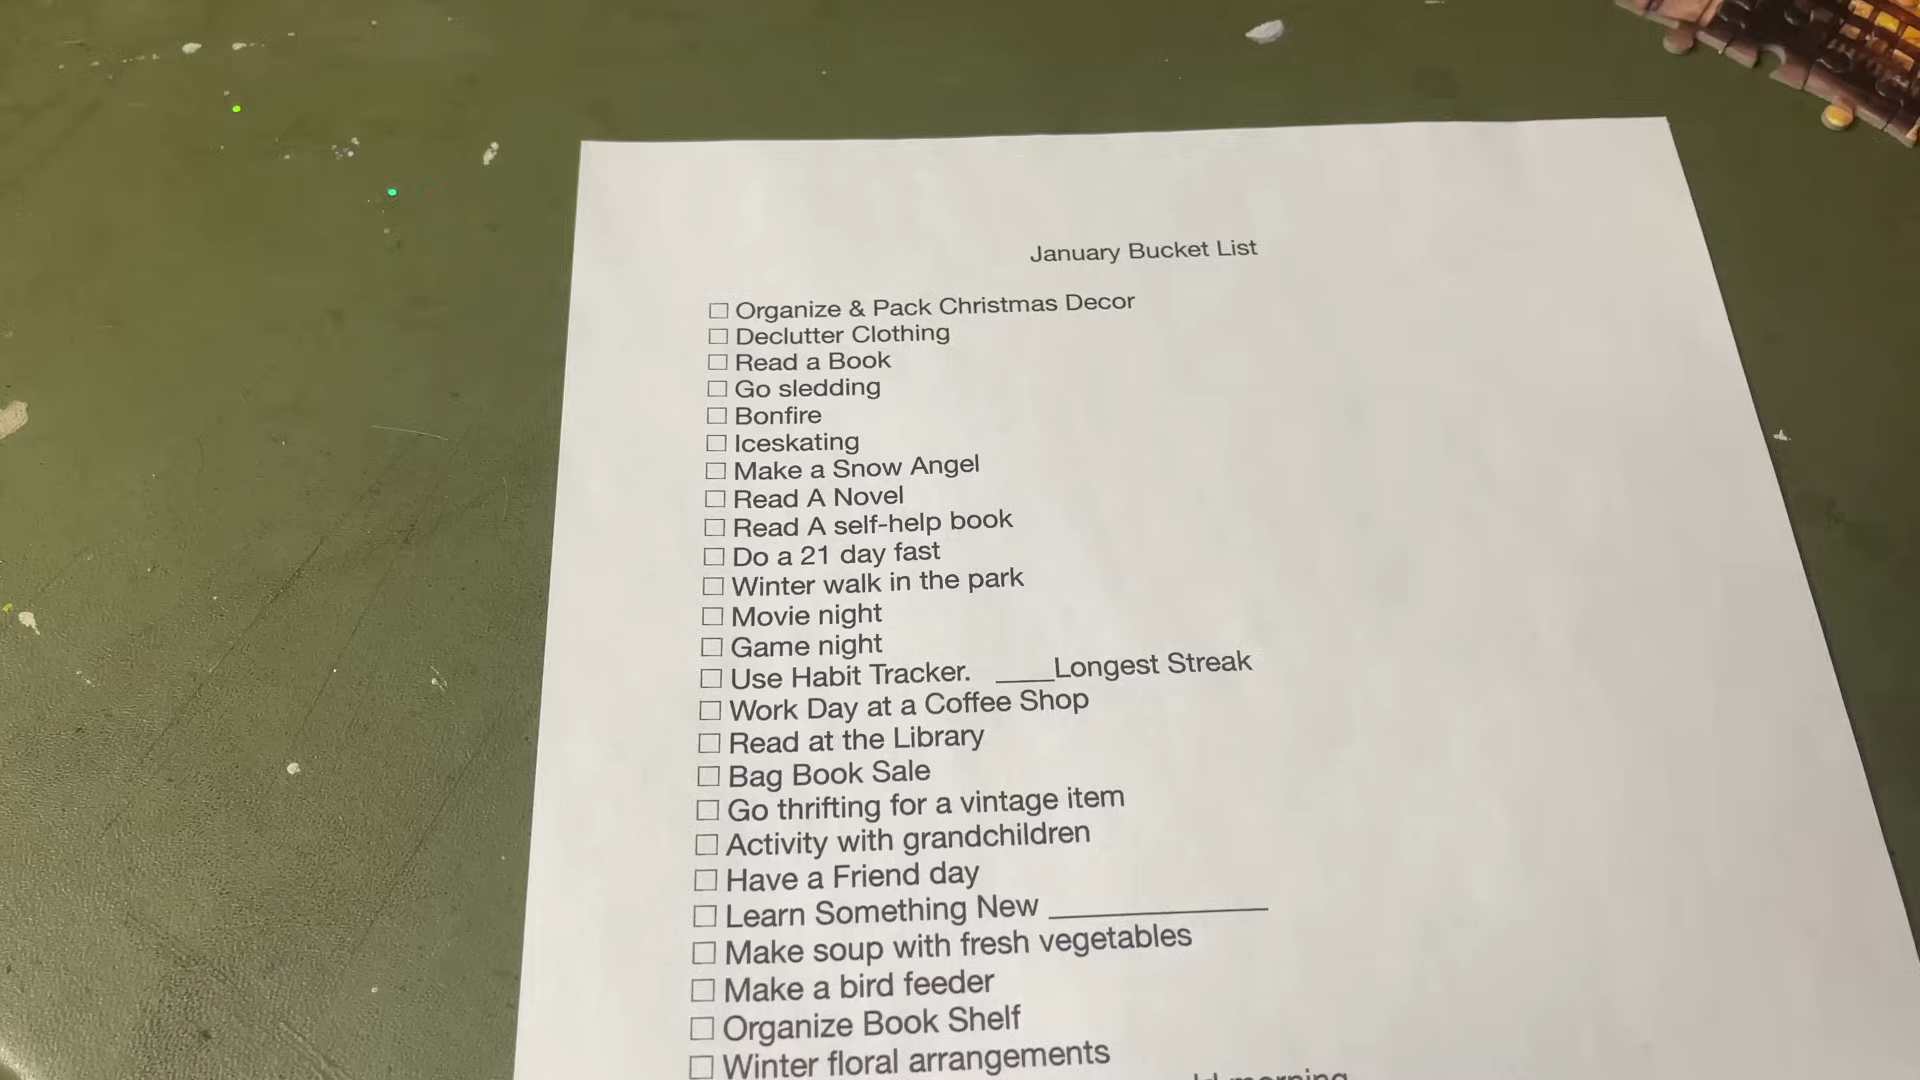 January Bucket List
Organize & Pack Christmas Decor
Declutter Clothing
Read a Book
Go sledding
Bonfire
Iceskating
Make a Snow Angel
Read A Novel
Read A self-help book
Do a 21 day fast
Winter walk in the park
Movie night
Game night
Use Habit Tracker. ____Longest Streak
Work Day at a Coffee Shop
Read at the Library
Bag Book Sale
Go thrifting for a vintage item
Activity with grandchildren
Have a Friend day
Learn Something New _______________
Make soup with fresh vegetables
Make a bird feeder
Organize Book Shelf
Winter floral arrangements
morning